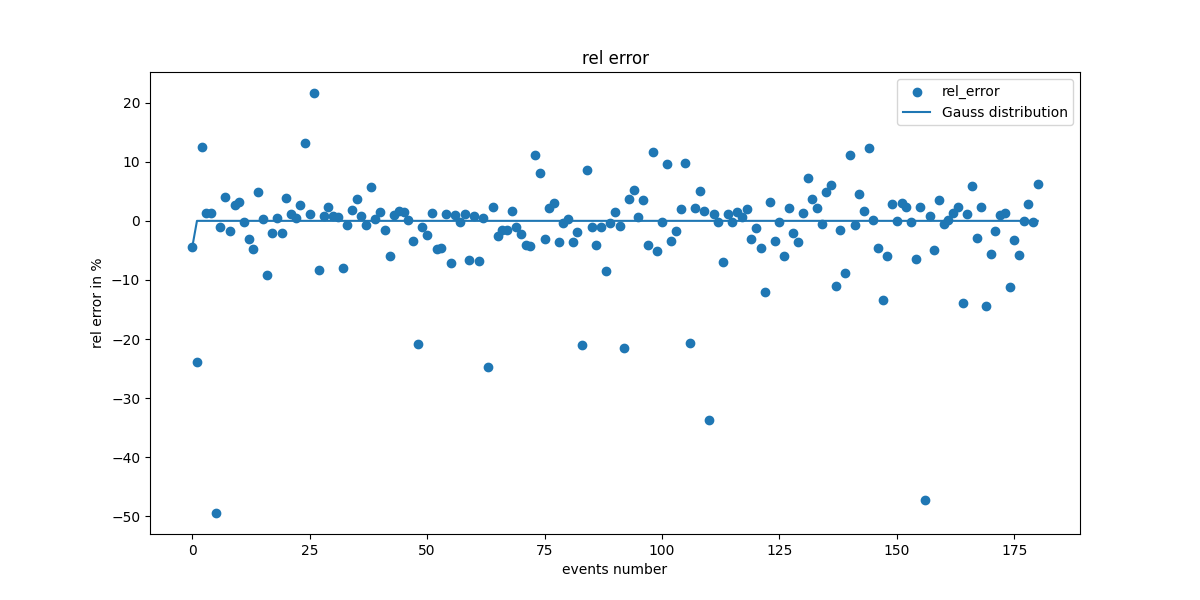 rel error
rel_error
Gauss distribution
rel error in %
20
10
0
−10
−20
−30
−40
−50
0 25 50 75 100 125 150 175
events number